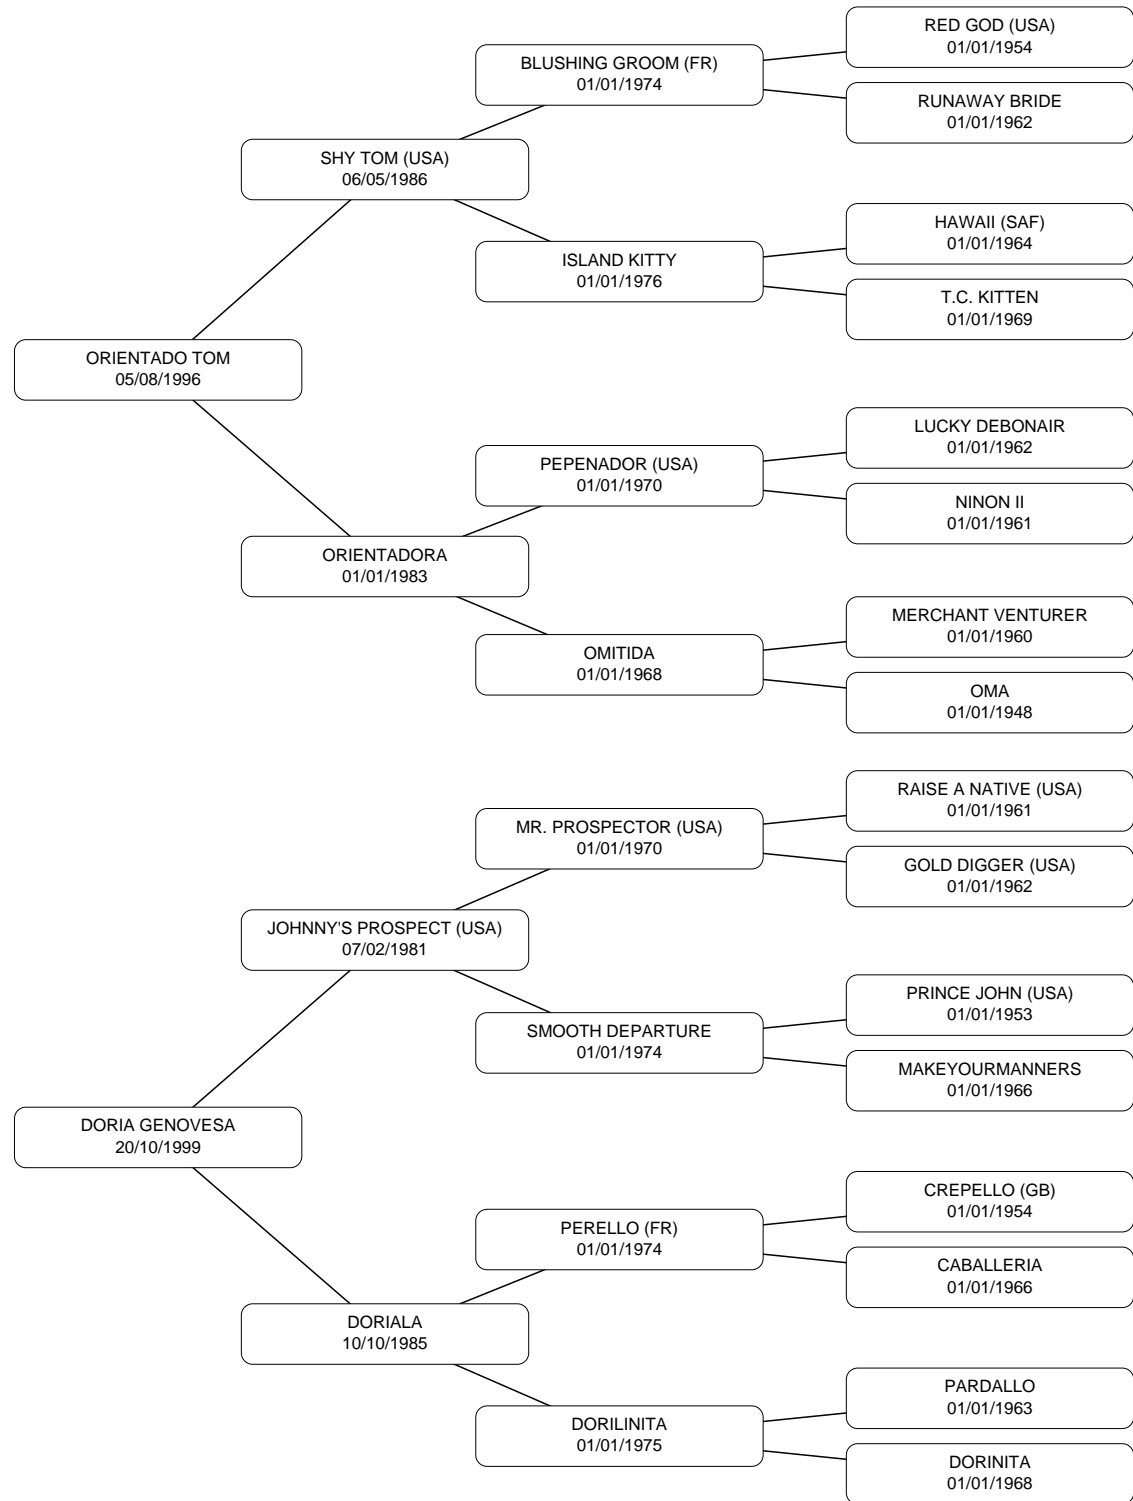 RED GOD (USA)
01/01/1954
BLUSHING GROOM (FR)
01/01/1974
RUNAWAY BRIDE
01/01/1962
SHY TOM (USA)
06/05/1986
HAWAII (SAF)
01/01/1964
ISLAND KITTY
01/01/1976
T.C. KITTEN
01/01/1969
ORIENTADO TOM
05/08/1996
LUCKY DEBONAIR
01/01/1962
PEPENADOR (USA)
01/01/1970
NINON II
01/01/1961
ORIENTADORA
01/01/1983
MERCHANT VENTURER
01/01/1960
OMITIDA
01/01/1968
OMA
01/01/1948
RAISE A NATIVE (USA)
01/01/1961
MR. PROSPECTOR (USA)
01/01/1970
GOLD DIGGER (USA)
01/01/1962
JOHNNY'S PROSPECT (USA)
07/02/1981
PRINCE JOHN (USA)
01/01/1953
SMOOTH DEPARTURE
01/01/1974
MAKEYOURMANNERS
01/01/1966
DORIA GENOVESA
20/10/1999
CREPELLO (GB)
01/01/1954
PERELLO (FR)
01/01/1974
CABALLERIA
01/01/1966
DORIALA
10/10/1985
PARDALLO
01/01/1963
DORILINITA
01/01/1975
DORINITA
01/01/1968